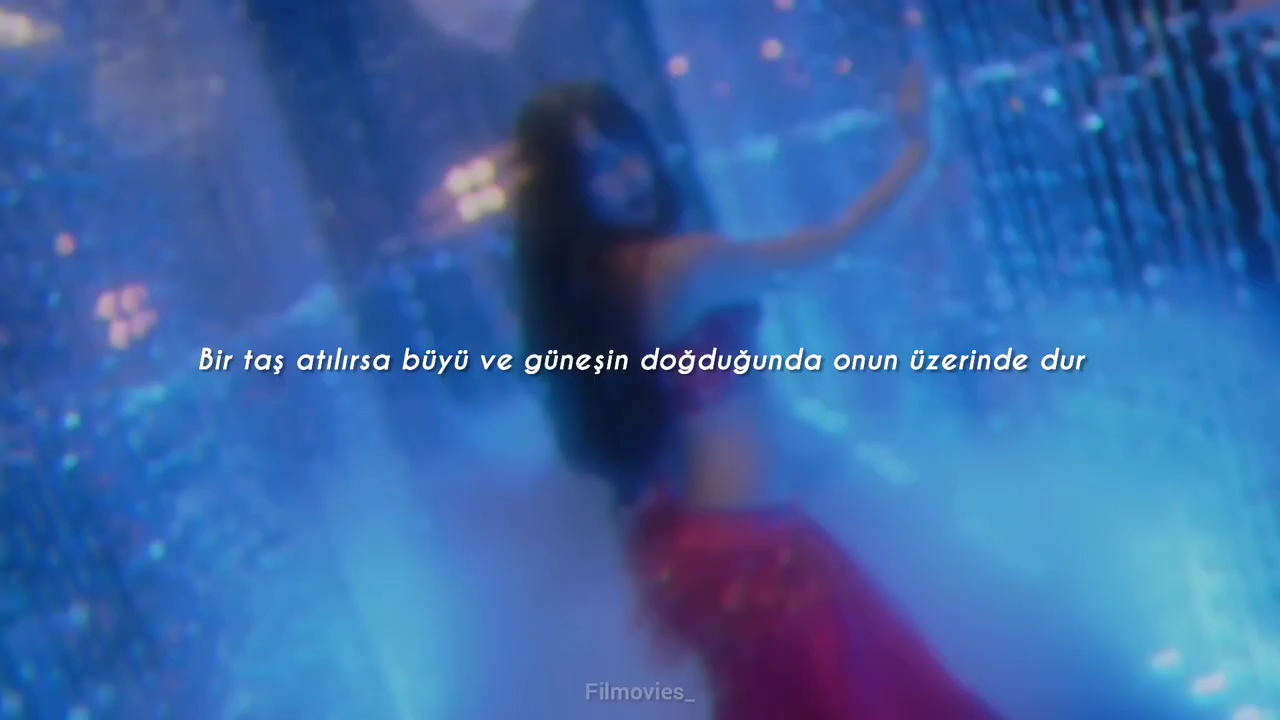 Bir taş atılırsa büyü ve güneşin doğduğunda onun üzerinde dur
Filmovies_